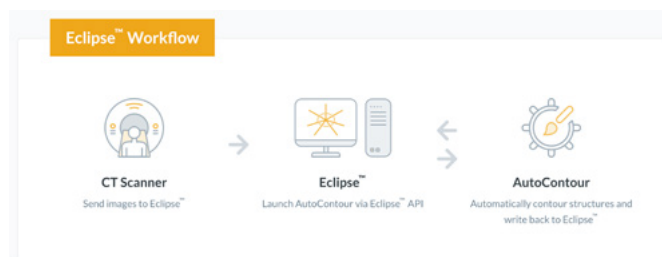 Eclipse™ Workflow
CT Scanner
Send images to Eclipse™
Eclipse™
Launch AutoContour via Eclipse™ API
AutoContour
Automatically contour structures and
write back to Eclipse™